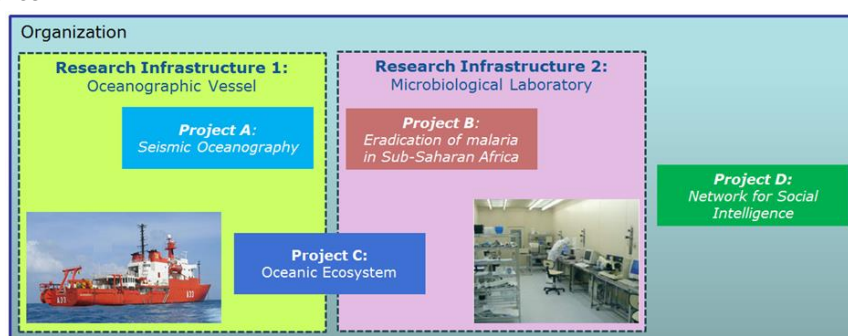 Organization
Research Infrastructure 1:
Oceanographic Vessel
Research Infrastructure 2:
Microbiological Laboratory
Project A:
Seismic Oceanography
Project B:
Eradication of malaria
in Sub-Saharan Africa
Project D:
Network for Social
Intelligence
Project C:
Oceanic Ecosystem
A33